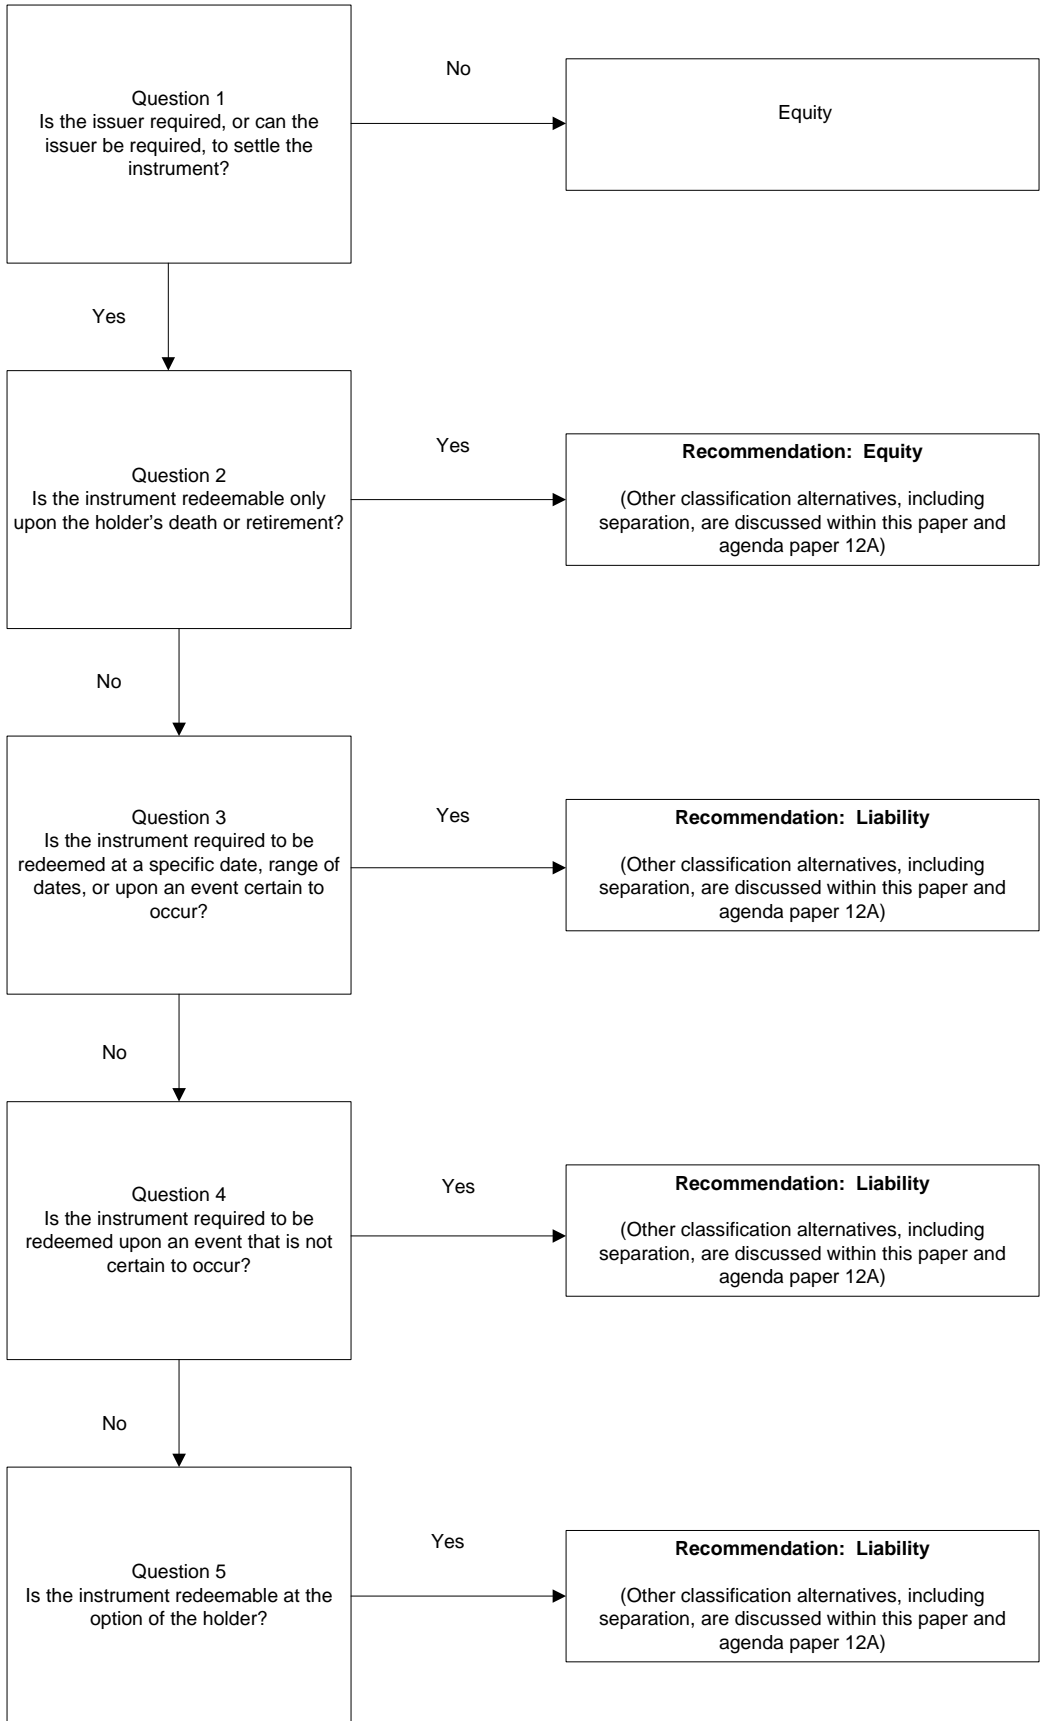 Question 1
Is the issuer required, or can the
issuer be required, to settle the
instrument?
No
Equity
Yes
Question 2
Is the instrument redeemable only
upon the holder's death or retirement?
Yes
Recommendation: Equity
(Other classification alternatives, including
separation, are discussed within this paper and
agenda paper 12A)
No
Question 3
Is the instrument required to be
redeemed at a specific date, range of
dates, or upon an event certain to
occur?
Yes
Recommendation: Liability
(Other classification alternatives, including
separation, are discussed within this paper and
agenda paper 12A)
No
Question 4
Is the instrument required to be
redeemed upon an event that is not
certain to occur?
Yes
Recommendation: Liability
(Other classification alternatives, including
separation, are discussed within this paper and
agenda paper 12A)
No
Question 5
Is the instrument redeemable at the
option of the holder?
Yes
Recommendation: Liability
(Other classification alternatives, including
separation, are discussed within this paper and
agenda paper 12A)